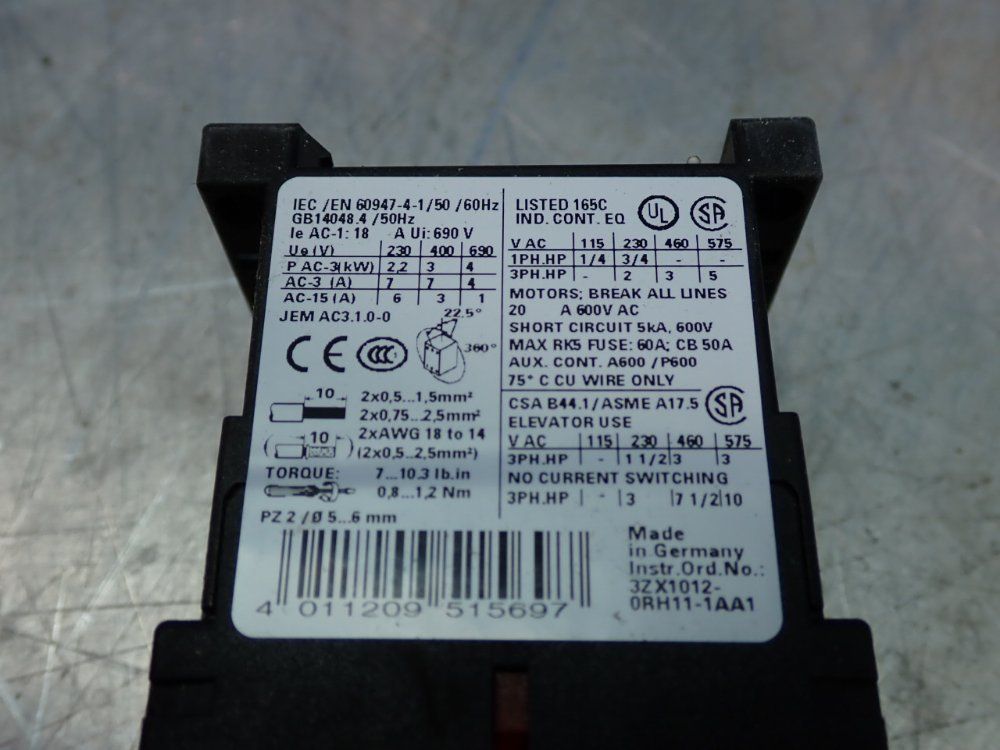 IEC /EN 60947-4-1/50 /60Hz
GB14048.4 /50Hz
Ie AC-1: 18 A Ui: 690 V
Ue (V) 230 400 690
P AC-3(kW) 2,2 3 4
AC-3 (A) 7 7 4
AC-15 (A) 6 3 1
JEM AC3.1.0-0 22.5°
360°
CE CCC
10 2x0,5...1,5mm²
2x0,75...2,5mm²
2xAWG 18 to 14
( 10 ) (2x0,5...2,5mm²)
TORQUE: 7...10.3 lb.in
0,8...1,2 Nm
PZ 2 / Ø 5...6 mm
LISTED 165C
IND. CONT. EQ UL SA
V AC 115 230 460 575
1PH.HP 1/4 3/4 - -
3PH.HP - 2 3 5
MOTORS; BREAK ALL LINES
20 A 600V AC
SHORT CIRCUIT 5kA, 600V
MAX RK5 FUSE: 60A; CB 50A
AUX. CONT. A600 /P600
75° C CU WIRE ONLY
CSA B44.1/ASME A17.5 SA
ELEVATOR USE
V AC 115 230 460 575
3PH.HP - 1 1/2 3 3
NO CURRENT SWITCHING
3PH.HP - 3 7 1/2 10
4 011209 515697
Made
in Germany
Instr.Ord.No.:
3ZX1012-
0RH11-1AA1